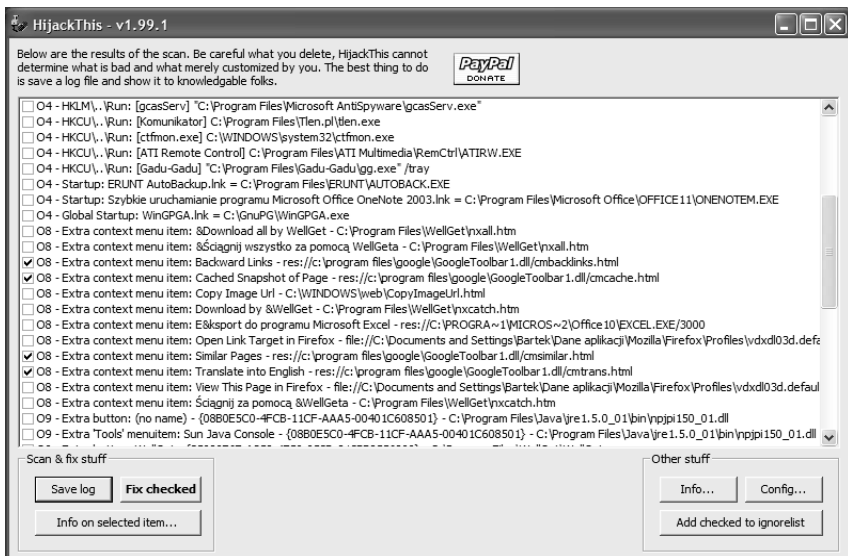 HijackThis - v1.99.1
Below are the results of the scan. Be careful what you delete, HijackThis cannot
determine what is bad and what merely customized by you. The best thing to do
is save a log file and show it to knowledgable folks.
PayPal
DONATE
O4 - HKLM\..\Run: [gcasServ] "C:\Program Files\Microsoft AntiSpyware\gcasServ.exe"
O4 - HKCU\..\Run: [Komunikator] C:\Program Files\Tlen.pl\tlen.exe
O4 - HKCU\..\Run: [ctfmon.exe] C:\WINDOWS\system32\ctfmon.exe
O4 - HKCU\..\Run: [ATI Remote Control] C:\Program Files\ATI Multimedia\RemCtrl\ATIRW.EXE
O4 - HKCU\..\Run: [Gadu-Gadu] "C:\Program Files\Gadu-Gadu\gg.exe" /tray
O4 - Startup: ERUNT AutoBackup.lnk = C:\Program Files\ERUNT\AUTOBACK.EXE
O4 - Startup: Szybkie uruchamianie programu Microsoft Office OneNote 2003.lnk = C:\Program Files\Microsoft Office\OFFICE11\ONENOTEM.EXE
O4 - Global Startup: WinGPGA.lnk = C:\GnuPG\WinGPGA.exe
O8 - Extra context menu item: &Download all by WellGet - C:\Program Files\WellGet\nxall.htm
O8 - Extra context menu item: &Ściągnij wszystko za pomocą WellGeta - C:\Program Files\WellGet\nxall.htm
O8 - Extra context menu item: Backward Links - res://c:\program files\google\GoogleToolbar1.dll/cmbacklinks.html
O8 - Extra context menu item: Cached Snapshot of Page - res://c:\program files\google\GoogleToolbar1.dll/cmcache.html
O8 - Extra context menu item: Copy Image Url - C:\WINDOWS\web\CopyImageUrl.html
O8 - Extra context menu item: Download by &WellGet - C:\Program Files\WellGet\nxcatch.htm
O8 - Extra context menu item: E&ksport do programu Microsoft Excel - res://C:\PROGRA~1\MICROS~2\Office10\EXCEL.EXE/3000
O8 - Extra context menu item: Open Link Target in Firefox - file://C:\Documents and Settings\Bartek\Dane aplikacji\Mozilla\Firefox\Profiles\vdxdl03d.defa
O8 - Extra context menu item: Similar Pages - res://c:\program files\google\GoogleToolbar1.dll/cmsimilar.html
O8 - Extra context menu item: Translate into English - res://c:\program files\google\GoogleToolbar1.dll/cmtrans.html
O8 - Extra context menu item: View This Page in Firefox - file://C:\Documents and Settings\Bartek\Dane aplikacji\Mozilla\Firefox\Profiles\vdxdl03d.default
O8 - Extra context menu item: Ściągnij za pomocą &WellGeta - C:\Program Files\WellGet\nxcatch.htm
O9 - Extra button: (no name) - {08B0E5C0-4FCB-11CF-AAA5-00401C608501} - C:\Program Files\Java\jre1.5.0_01\bin\npjpi150_01.dll
O9 - Extra 'Tools' menuitem: Sun Java Console - {08B0E5C0-4FCB-11CF-AAA5-00401C608501} - C:\Program Files\Java\jre1.5.0_01\bin\npjpi150_01.dll
Scan & fix stuff
Other stuff
Save log
Fix checked
Info...
Config...
Info on selected item...
Add checked to ignorelist